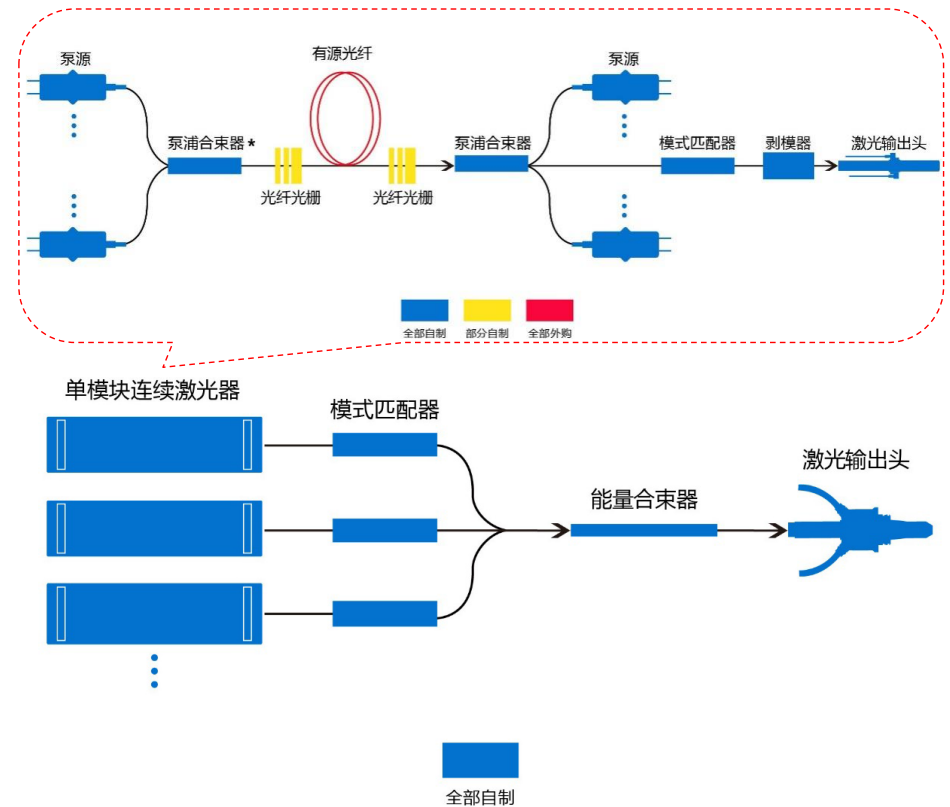 泵源
有源光纤
泵源
泵浦合束器*
泵浦合束器
模式匹配器
剥模器
激光输出头
光纤光栅
光纤光栅
全部自制
部分自制
全部外购
单模块连续激光器
模式匹配器
激光输出头
能量合束器
全部自制